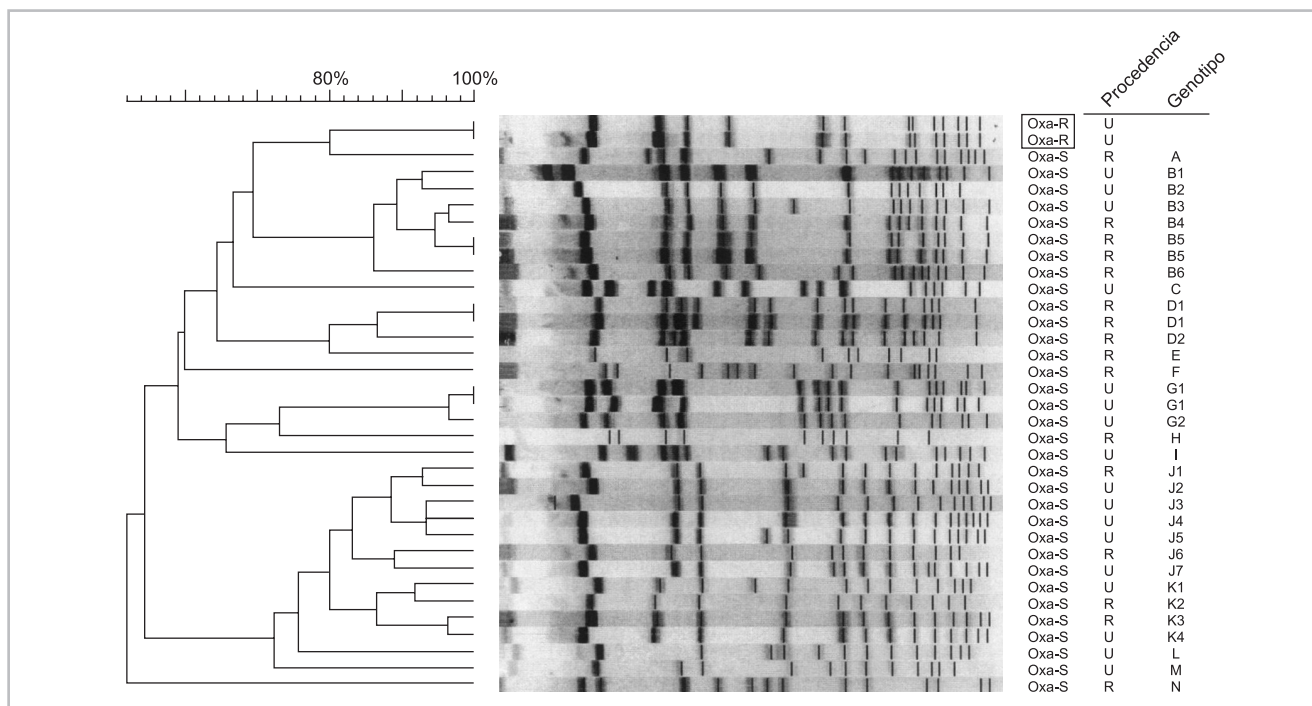 80% 100%
Procedencia Genotipo
Oxa-R U
Oxa-R U
Oxa-S R A
Oxa-S U B1
Oxa-S U B2
Oxa-S U B3
Oxa-S R B4
Oxa-S R B5
Oxa-S R B5
Oxa-S R B6
Oxa-S U C
Oxa-S R D1
Oxa-S R D1
Oxa-S R D2
Oxa-S R E
Oxa-S R F
Oxa-S U G1
Oxa-S U G1
Oxa-S U G2
Oxa-S R H
Oxa-S U I
Oxa-S R J1
Oxa-S U J2
Oxa-S U J3
Oxa-S U J4
Oxa-S U J5
Oxa-S R J6
Oxa-S U J7
Oxa-S U K1
Oxa-S R K2
Oxa-S R K3
Oxa-S U K4
Oxa-S U L
Oxa-S U M
Oxa-S R N